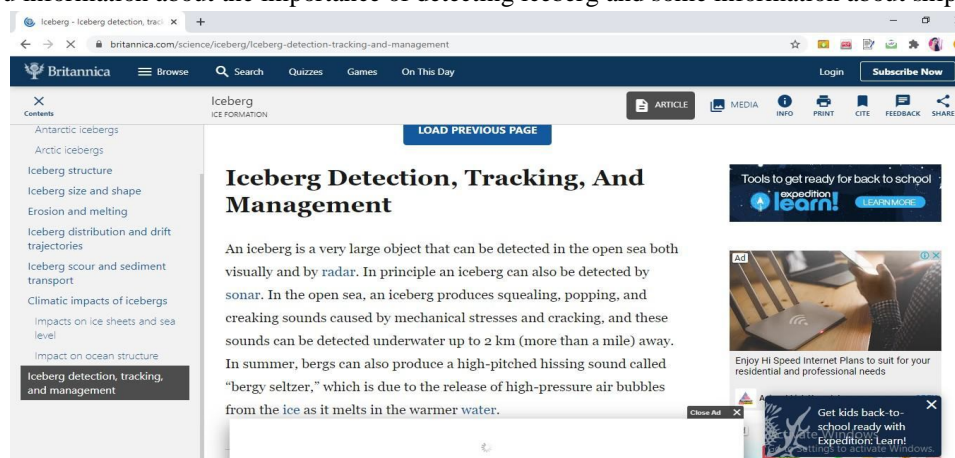 information about the importance of detecting iceberg and some information about ship
Iceberg - Iceberg detection, trac
britannica.com/science/iceberg/Iceberg-detection-tracking-and-management
Britannica
Browse
Search
Quizzes
Games
On This Day
Login
Subscribe Now
Contents
Iceberg
ICE FORMATION
ARTICLE
MEDIA
INFO
PRINT
CITE
FEEDBACK
SHARE
Antarctic icebergs
Arctic icebergs
Iceberg structure
Iceberg size and shape
Erosion and melting
Iceberg distribution and drift
trajectories
Iceberg scour and sediment
transport
Climatic impacts of icebergs
Impacts on ice sheets and sea
level
Impact on ocean structure
Iceberg detection, tracking,
and management
LOAD PREVIOUS PAGE
Iceberg Detection, Tracking, And
Management
An iceberg is a very large object that can be detected in the open sea both
visually and by radar. In principle an iceberg can also be detected by
sonar. In the open sea, an iceberg produces squealing, popping, and
creaking sounds caused by mechanical stresses and cracking, and these
sounds can be detected underwater up to 2 km (more than a mile) away.
In summer, bergs can also produce a high-pitched hissing sound called
“bergy seltzer,” which is due to the release of high-pressure air bubbles
from the ice as it melts in the warmer water.
Tools to get ready for back to school
expedition
learn!
LEARN MORE
Ad
Enjoy Hi Speed Internet Plans to suit for your
residential and professional needs
Close Ad X
Get kids back-to-
school ready with
Expedition: Learn!
Activate Windows
Go to Settings to activate Windows.